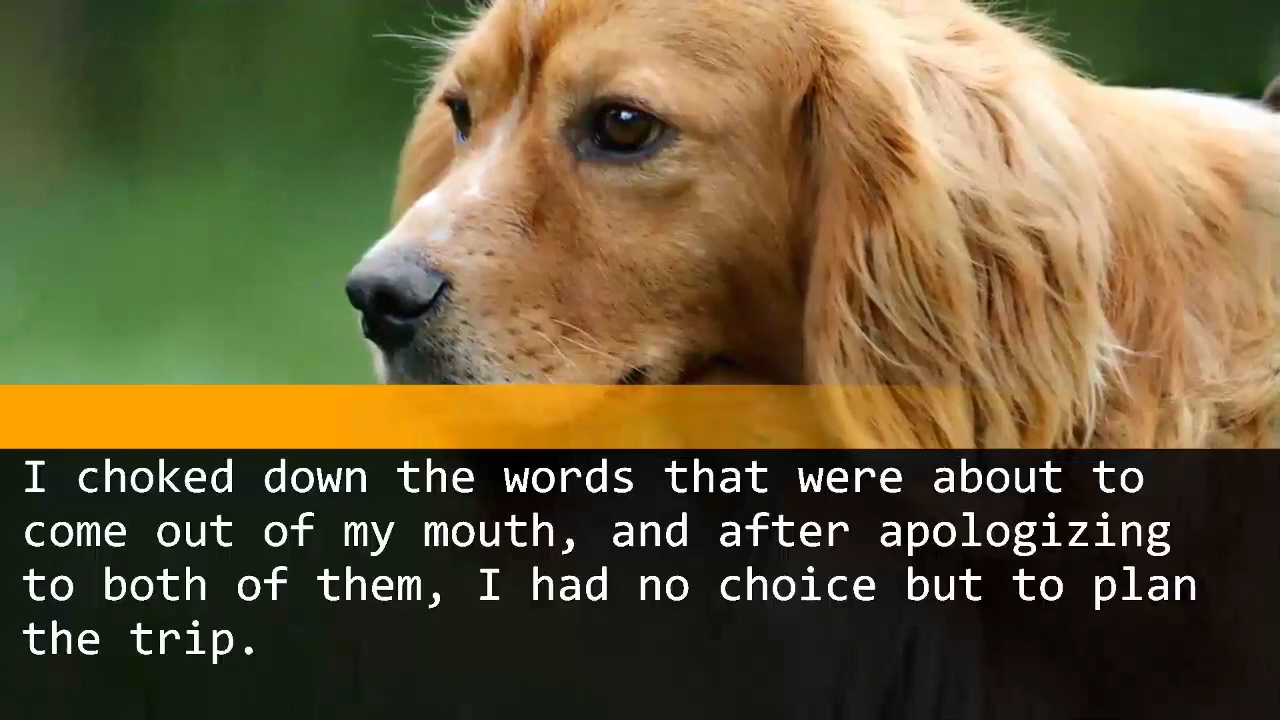 I choked down the words that were about to
come out of my mouth, and after apologizing
to both of them, I had no choice but to plan
the trip.